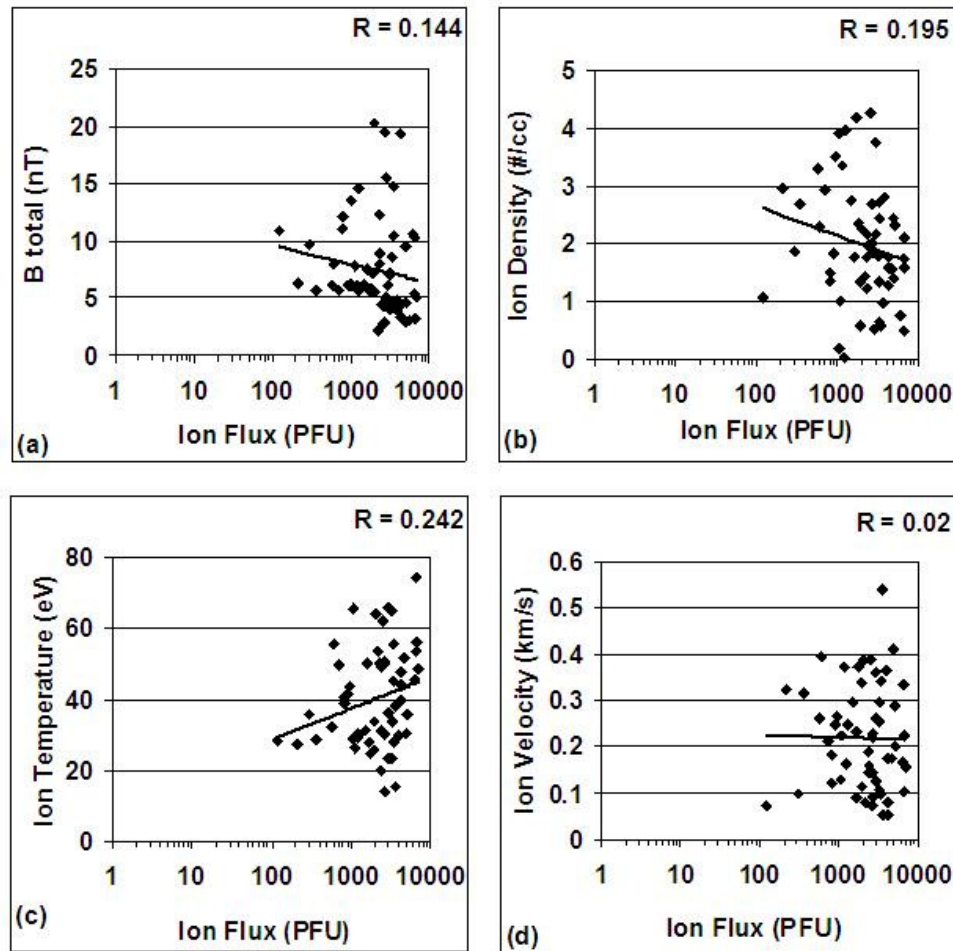 R = 0.144
25
20
15
10
5
0
B total (nT)
1 10 100 1000 10000
Ion Flux (PFU)
(a)
R = 0.195
5
4
3
2
1
0
Ion Density (#/cc)
1 10 100 1000 10000
Ion Flux (PFU)
(b)
R = 0.242
80
60
40
20
0
Ion Temperature (eV)
1 10 100 1000 10000
Ion Flux (PFU)
(c)
R = 0.02
0.6
0.5
0.4
0.3
0.2
0.1
0
Ion Velocity (km/s)
1 10 100 1000 10000
Ion Flux (PFU)
(d)